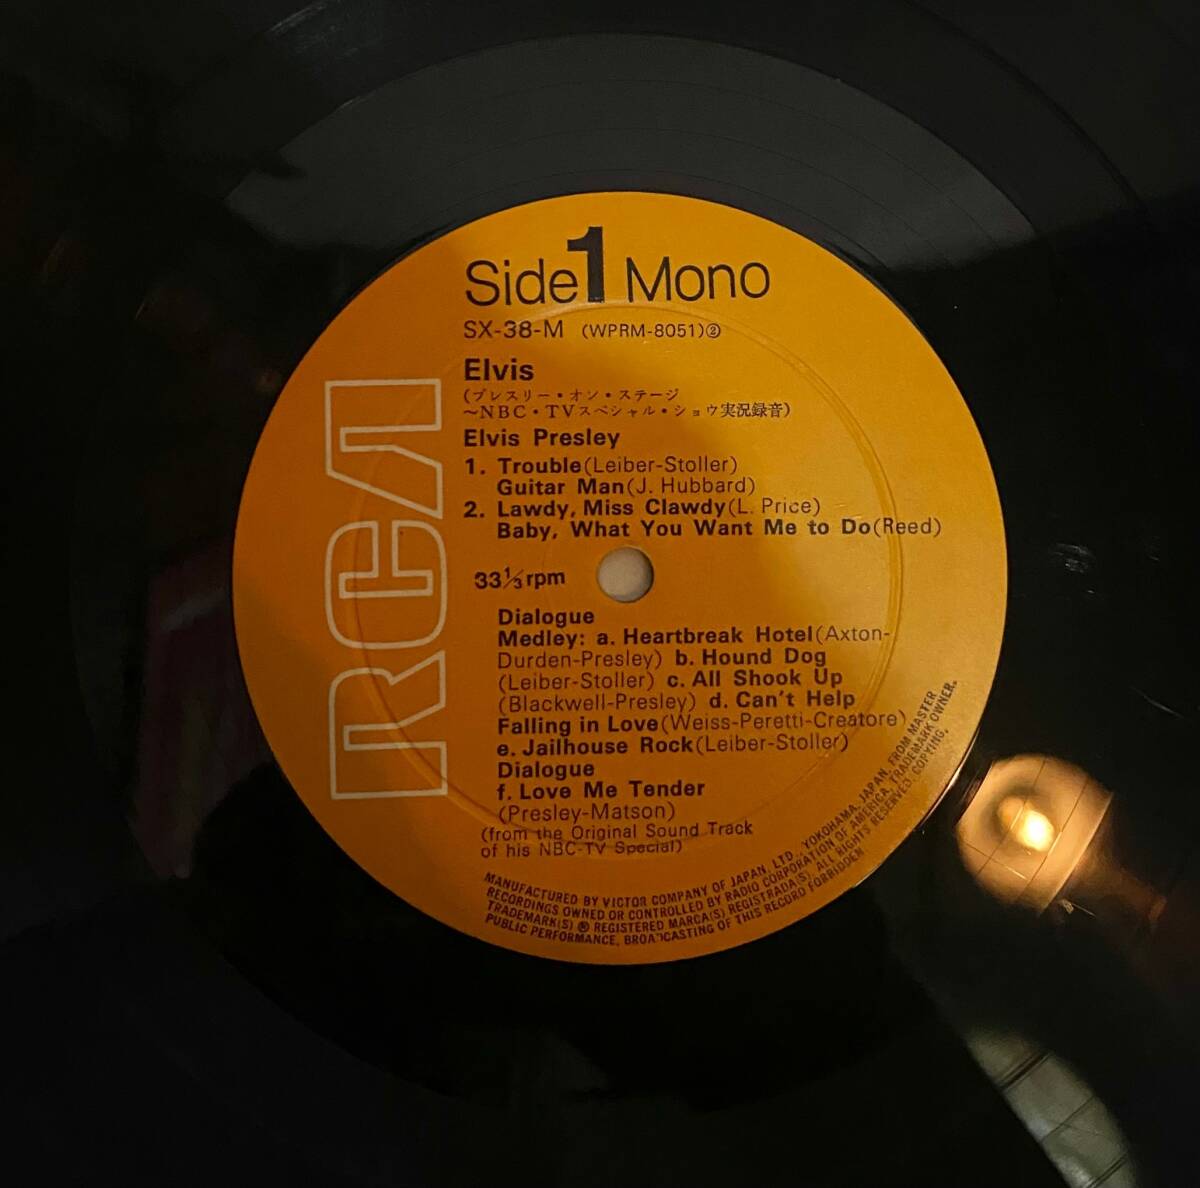 Side 1 Mono
SX-38-M (WPRM-8051)②
Elvis
(プレスリー・オン・ステージ
〜NBC・TVスペシャル・ショウ実況録音)
Elvis Presley
1. Trouble(Leiber-Stoller)
Guitar Man(J. Hubbard)
2. Lawdy, Miss Clawdy(L. Price)
Baby, What You Want Me to Do(Reed)
33⅓rpm
Dialogue
Medley: a. Heartbreak Hotel(Axton-
Durden-Presley) b. Hound Dog
(Leiber-Stoller) c. All Shook Up
(Blackwell-Presley) d. Can't Help
Falling in Love(Weiss-Peretti-Creatore)
e. Jailhouse Rock(Leiber-Stoller)
Dialogue
f. Love Me Tender
(Presley-Matson)
(from the Original Sound Track
of his NBC-TV Special)
RCA
MANUFACTURED BY VICTOR COMPANY OF JAPAN, LTD., YOKOHAMA, JAPAN, FROM MASTER
RECORDINGS OWNED OR CONTROLLED BY RADIO CORPORATION OF AMERICA, TRADEMARK OWNER.
TRADEMARK(S) ® REGISTERED MARCA(S) REGISTRADA(S). ALL RIGHTS RESERVED, COPYING,
PUBLIC PERFORMANCE, BROADCASTING OF THIS RECORD FORBIDDEN.